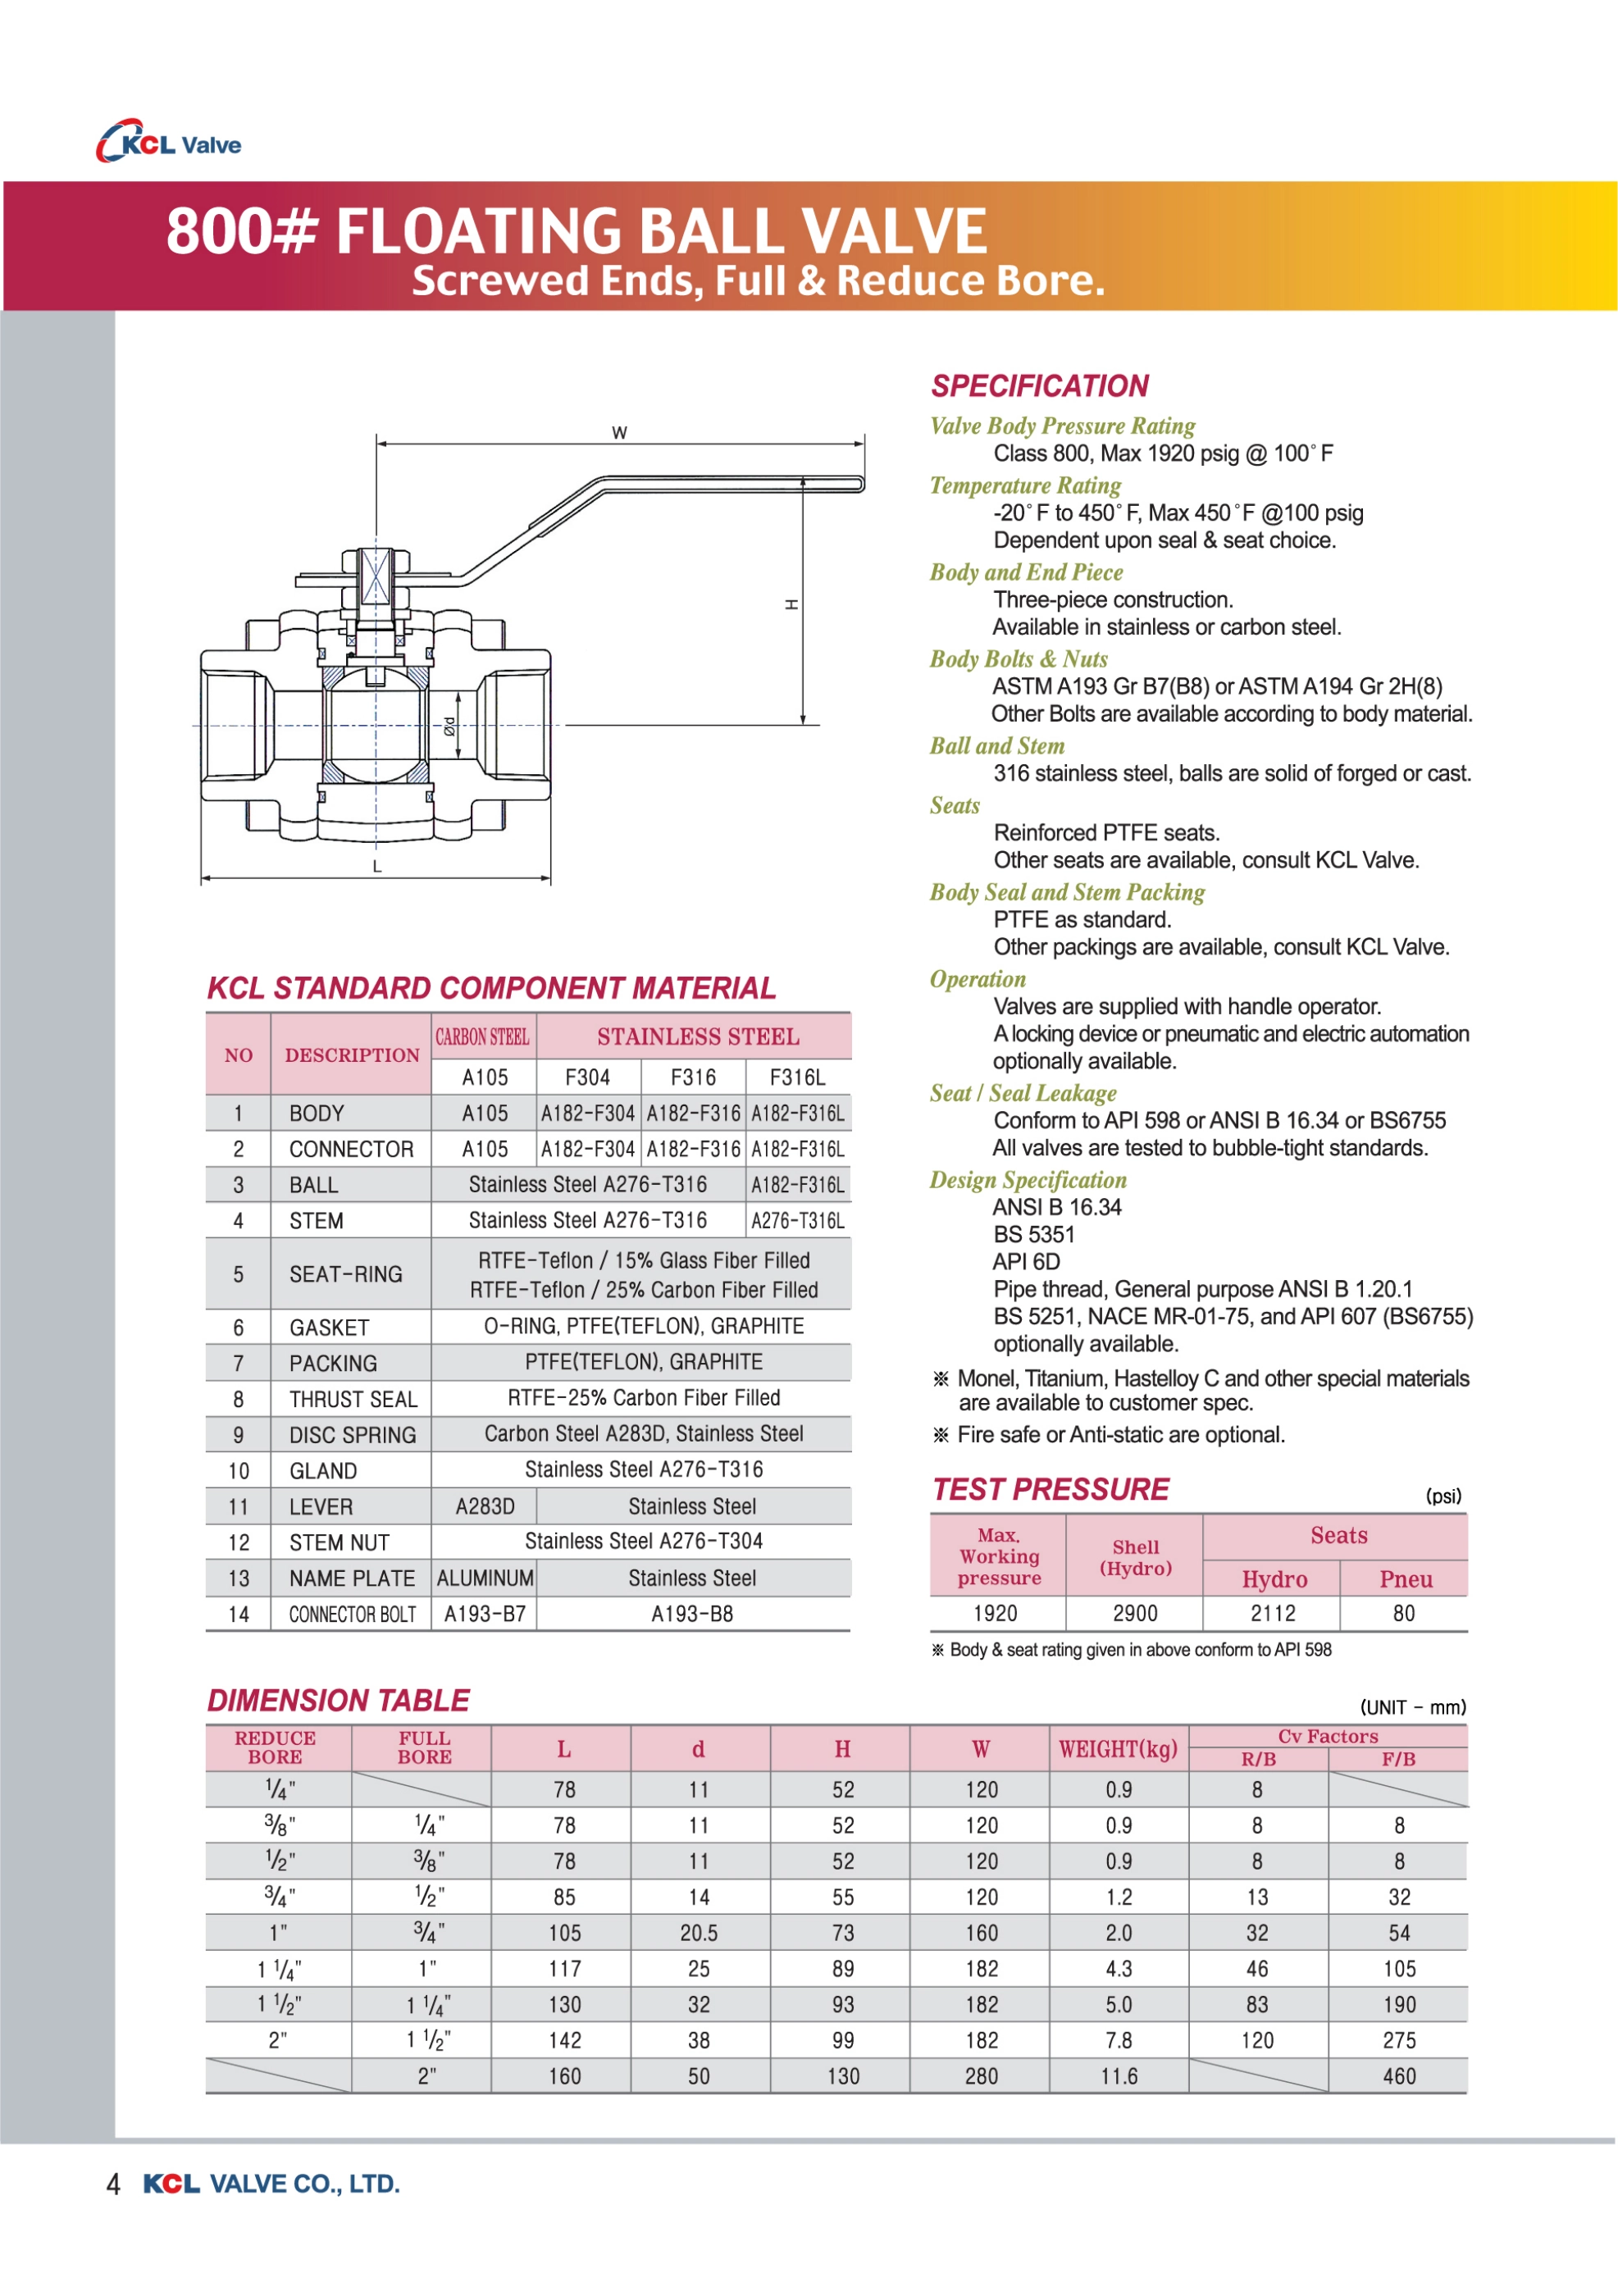 KCL Valve
800# FLOATING BALL VALVE
Screwed Ends, Full & Reduce Bore.
W
H
Ød
L
SPECIFICATION
Valve Body Pressure Rating
Class 800, Max 1920 psig @ 100°F
Temperature Rating
-20°F to 450°F, Max 450°F @100 psig
Dependent upon seal & seat choice.
Body and End Piece
Three-piece construction.
Available in stainless or carbon steel.
Body Bolts & Nuts
ASTM A193 Gr B7(B8) or ASTM A194 Gr 2H(8)
Other Bolts are available according to body material.
Ball and Stem
316 stainless steel, balls are solid of forged or cast.
Seats
Reinforced PTFE seats.
Other seats are available, consult KCL Valve.
Body Seal and Stem Packing
PTFE as standard.
Other packings are available, consult KCL Valve.
Operation
Valves are supplied with handle operator.
A locking device or pneumatic and electric automation
optionally available.
Seat / Seal Leakage
Conform to API 598 or ANSI B 16.34 or BS6755
All valves are tested to bubble-tight standards.
Design Specification
ANSI B 16.34
BS 5351
API 6D
Pipe thread, General purpose ANSI B 1.20.1
BS 5251, NACE MR-01-75, and API 607 (BS6755)
optionally available.
※ Monel, Titanium, Hastelloy C and other special materials
are available to customer spec.
※ Fire safe or Anti-static are optional.
KCL STANDARD COMPONENT MATERIAL
NO DESCRIPTION CARBON STEEL STAINLESS STEEL
A105 F304 F316 F316L
1 BODY A105 A182-F304 A182-F316 A182-F316L
2 CONNECTOR A105 A182-F304 A182-F316 A182-F316L
3 BALL Stainless Steel A276-T316 A182-F316L
4 STEM Stainless Steel A276-T316 A276-T316L
5 SEAT-RING RTFE-Teflon / 15% Glass Fiber Filled
RTFE-Teflon / 25% Carbon Fiber Filled
6 GASKET O-RING, PTFE(TEFLON), GRAPHITE
7 PACKING PTFE(TEFLON), GRAPHITE
8 THRUST SEAL RTFE-25% Carbon Fiber Filled
9 DISC SPRING Carbon Steel A283D, Stainless Steel
10 GLAND Stainless Steel A276-T316
11 LEVER A283D Stainless Steel
12 STEM NUT Stainless Steel A276-T304
13 NAME PLATE ALUMINUM Stainless Steel
14 CONNECTOR BOLT A193-B7 A193-B8
TEST PRESSURE (psi)
Max. Working pressure Shell (Hydro) Seats
Hydro Pneu
1920 2900 2112 80
※ Body & seat rating given in above conform to API 598
DIMENSION TABLE (UNIT - mm)
REDUCE BORE FULL BORE L d H W WEIGHT(kg) Cv Factors
R/B F/B
1/4" 78 11 52 120 0.9 8
3/8" 1/4" 78 11 52 120 0.9 8 8
1/2" 3/8" 78 11 52 120 0.9 8 8
3/4" 1/2" 85 14 55 120 1.2 13 32
1" 3/4" 105 20.5 73 160 2.0 32 54
1 1/4" 1" 117 25 89 182 4.3 46 105
1 1/2" 1 1/4" 130 32 93 182 5.0 83 190
2" 1 1/2" 142 38 99 182 7.8 120 275
2" 160 50 130 280 11.6 460
4 KCL VALVE CO., LTD.